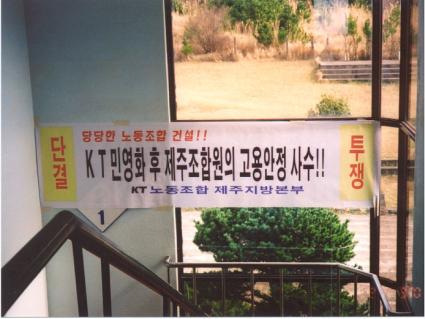 단결
당당한 노동조합 건설!!
KT 민영화 후 제주조합원의 고용안정 사수!!
KT 노동조합 제주지방본부
투쟁
1